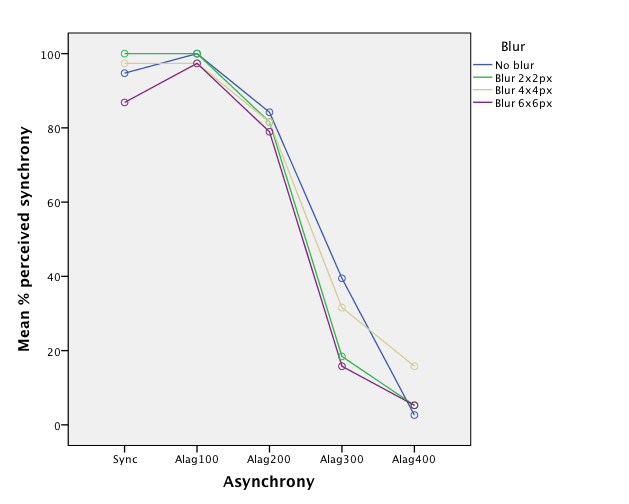 Blur
No blur
Blur 2x2px
Blur 4x4px
Blur 6x6px
Mean % perceived synchrony
100
80
60
40
20
0
Sync Alag100 Alag200 Alag300 Alag400
Asynchrony